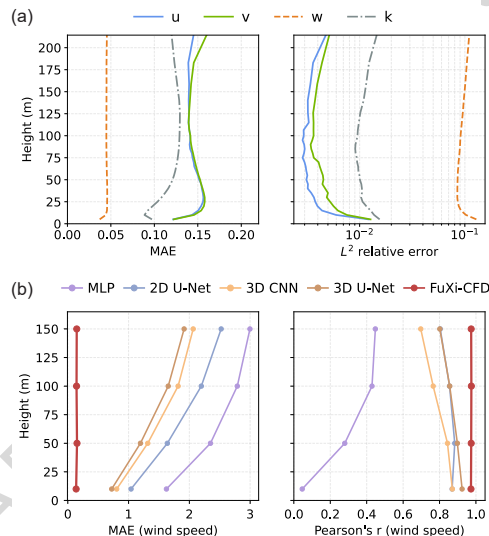 (a)
u v w k
200
175
150
125
100
75
50
25
0
Height (m)
0.00 0.05 0.10 0.15 0.20
MAE
10⁻² 10⁻¹
L² relative error
(b)
MLP 2D U-Net 3D CNN 3D U-Net FuXi-CFD
150
100
50
0
Height (m)
0 1 2 3
MAE (wind speed)
0.0 0.2 0.4 0.6 0.8 1.0
Pearson's r (wind speed)